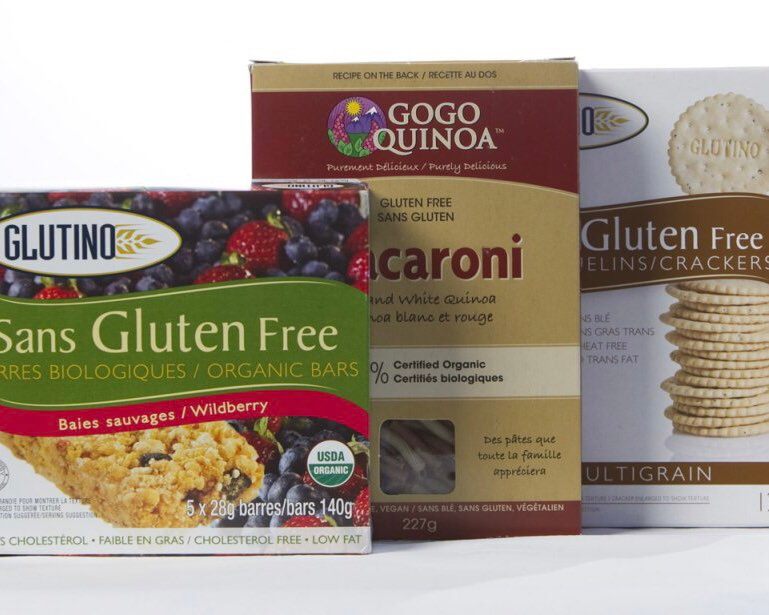 GLUTINO
Sans Gluten Free
RRES BIOLOGIQUES / ORGANIC BARS
Baies sauvages / Wildberry
USDA
ORGANIC
5 x 28g barres/bars 140g
S CHOLESTÉROL • FAIBLE EN GRAS / CHOLESTEROL FREE • LOW FAT
RECIPE ON THE BACK / RECETTE AU DOS
GOGO
QUINOA™
Purement Délicieux / Purely Delicious
GLUTEN FREE
SANS GLUTEN
acaroni
and White Quinoa
noa blanc et rouge
% Certified Organic
Certifiés biologiques
Des pâtes que
toute la famille
appréciera
E, VEGAN / SANS BLÉ, SANS GLUTEN, VÉGÉTALIEN
227g
INO
GLUTINO
Gluten Free
ELINS/CRACKERS
NS BLÉ
NS GRAS TRANS
HEAT FREE
TRANS FAT
ULTIGRAIN